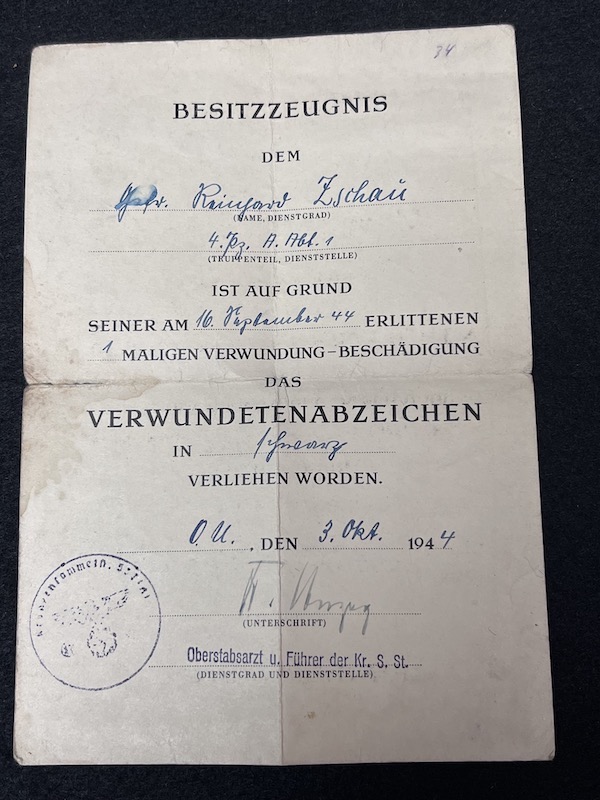 34
BESITZZEUGNIS
DEM
Gefr. Reinhard Zschau
(NAME, DIENSTGRAD)
4. Pz. A. Abt. 1
(TRUPPENTEIL, DIENSTSTELLE)
IST AUF GRUND
SEINER AM 16. September 44 ERLITTENEN
1 MALIGEN VERWUNDUNG – BESCHÄDIGUNG
DAS
VERWUNDETENABZEICHEN
IN schwarz
VERLIEHEN WORDEN.
O.U. , DEN 3. Okt. 1944
(UNTERSCHRIFT)
Oberstabsarzt u. Führer der Kr. S. St.
(DIENSTGRAD UND DIENSTSTELLE)